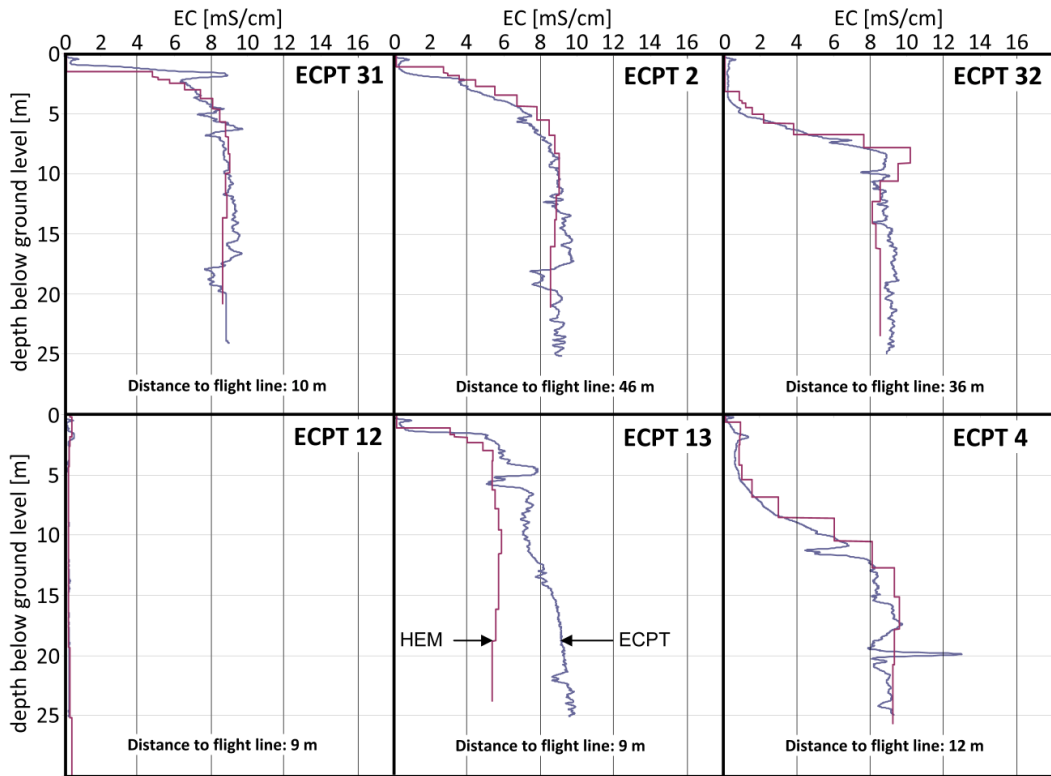 EC [mS/cm] EC [mS/cm] EC [mS/cm]
0 2 4 6 8 10 12 14 16 0 2 4 6 8 10 12 14 16 0 2 4 6 8 10 12 14 16
depth below ground level [m]
0
5
10
15
20
25
ECPT 31
Distance to flight line: 10 m
ECPT 2
Distance to flight line: 46 m
ECPT 32
Distance to flight line: 36 m
depth below ground level [m]
0
5
10
15
20
25
ECPT 12
Distance to flight line: 9 m
ECPT 13
HEM
ECPT
Distance to flight line: 9 m
ECPT 4
Distance to flight line: 12 m